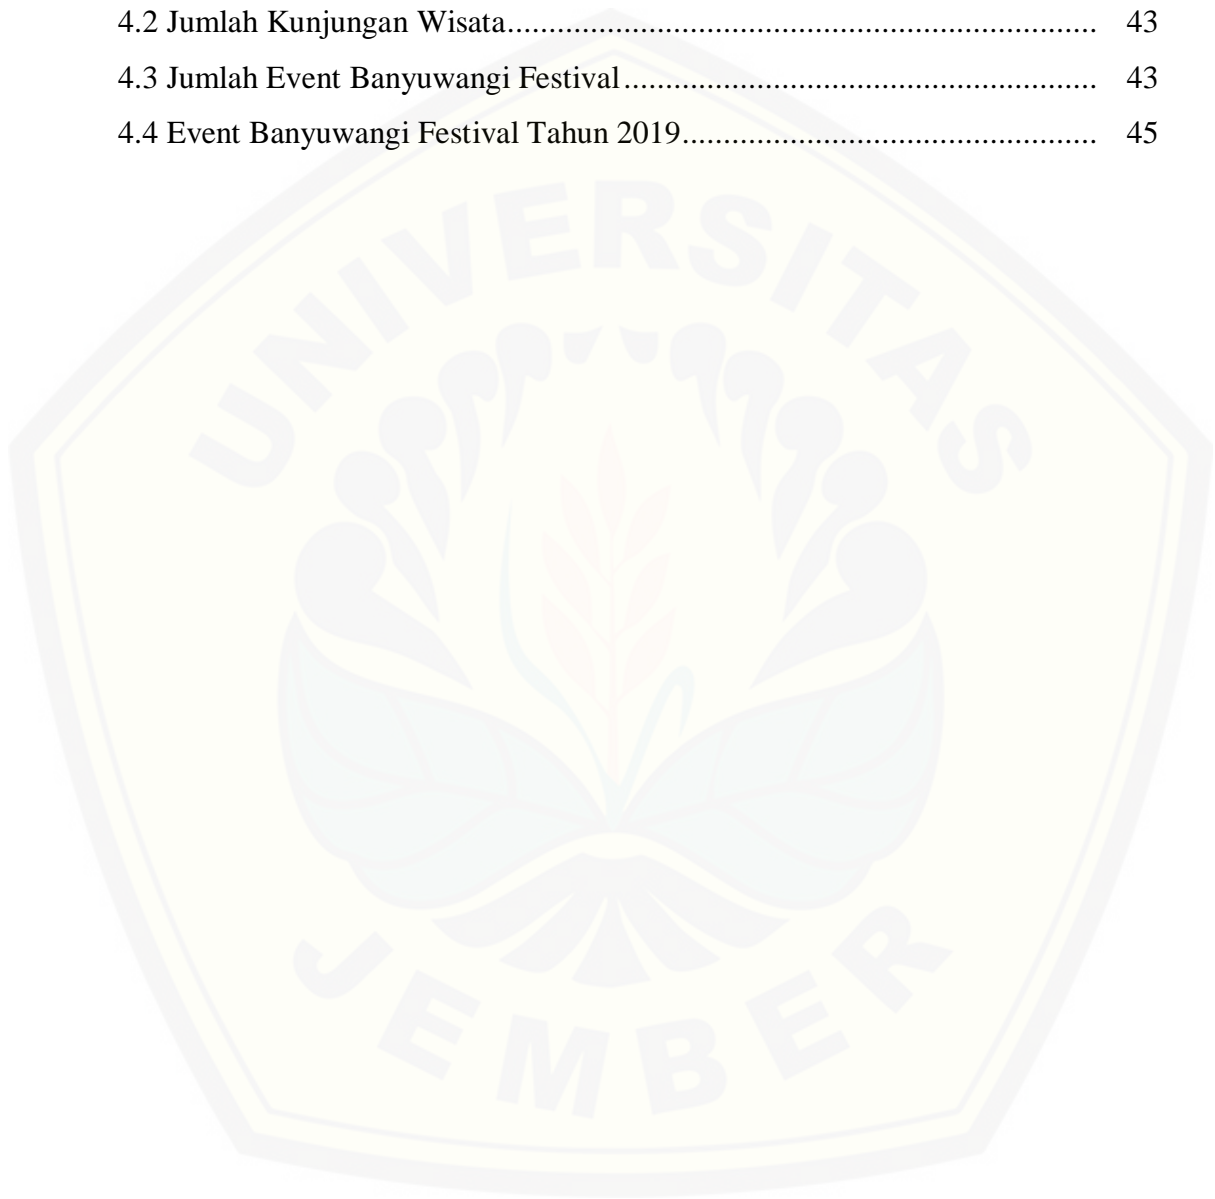 4.2 Jumlah Kunjungan Wisata....................................................................... 43
4.3 Jumlah Event Banyuwangi Festival......................................................... 43
4.4 Event Banyuwangi Festival Tahun 2019.................................................. 45
UNIVERSITAS
JEMBER